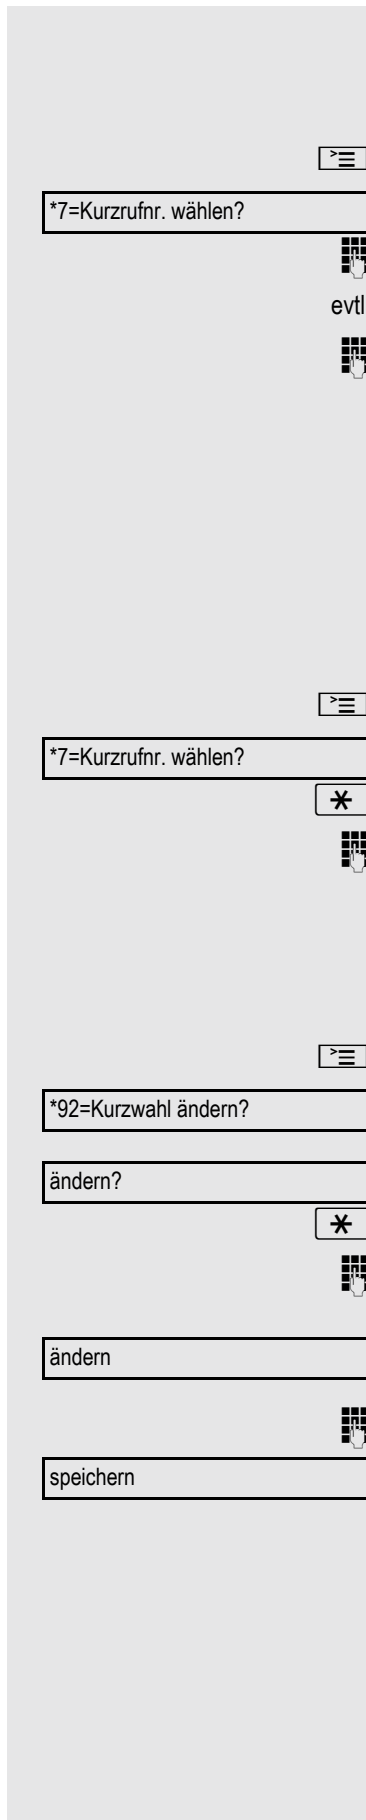 *7=Kurzrufnr. wählen?
evtl
*7=Kurzrufnr. wählen?
*92=Kurzwahl ändern?
ändern?
ändern
speichern